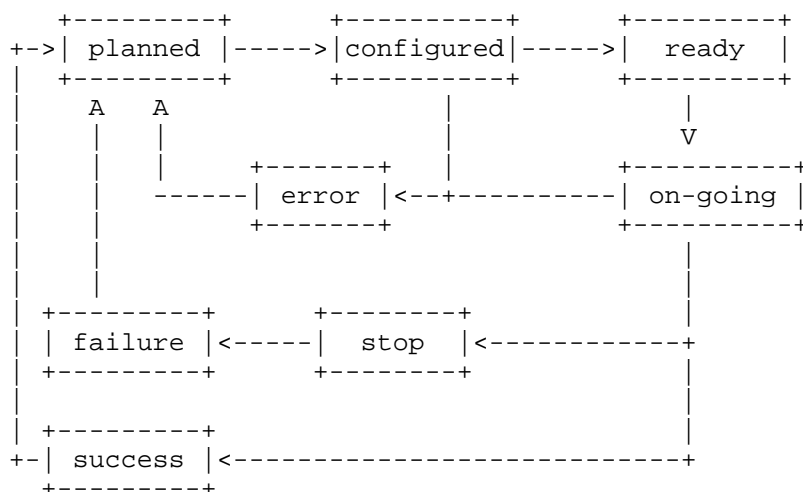 planned configured ready
A A
V
error on-going
failure stop
success